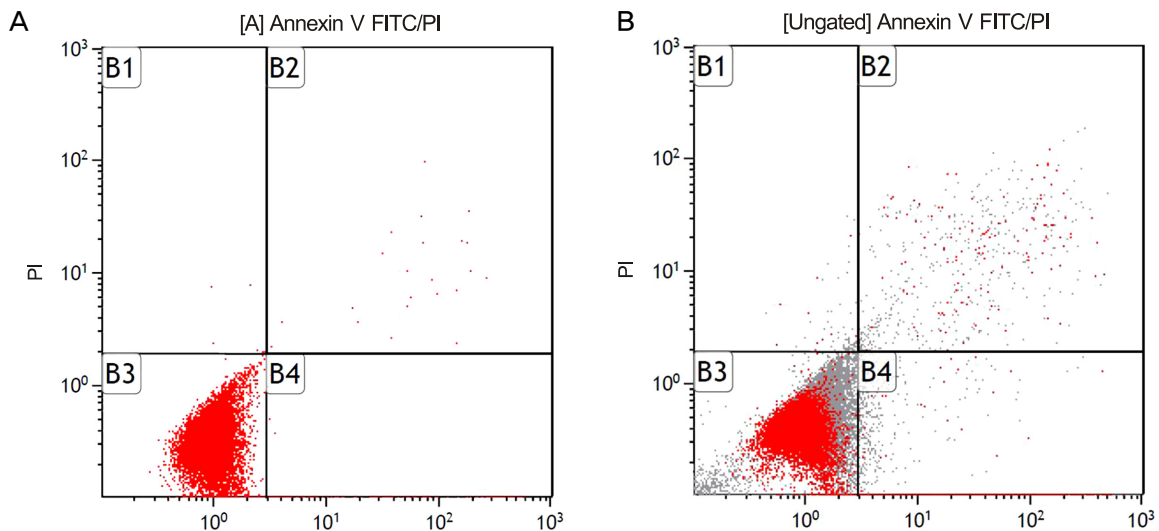 A
[A] Annexin V FITC/PI
B1
B2
B3
B4
PI
10³
10²
10¹
10⁰
10⁰
10¹
10²
10³
B
[Ungated] Annexin V FITC/PI
B1
B2
B3
B4
PI
10³
10²
10¹
10⁰
10⁰
10¹
10²
10³